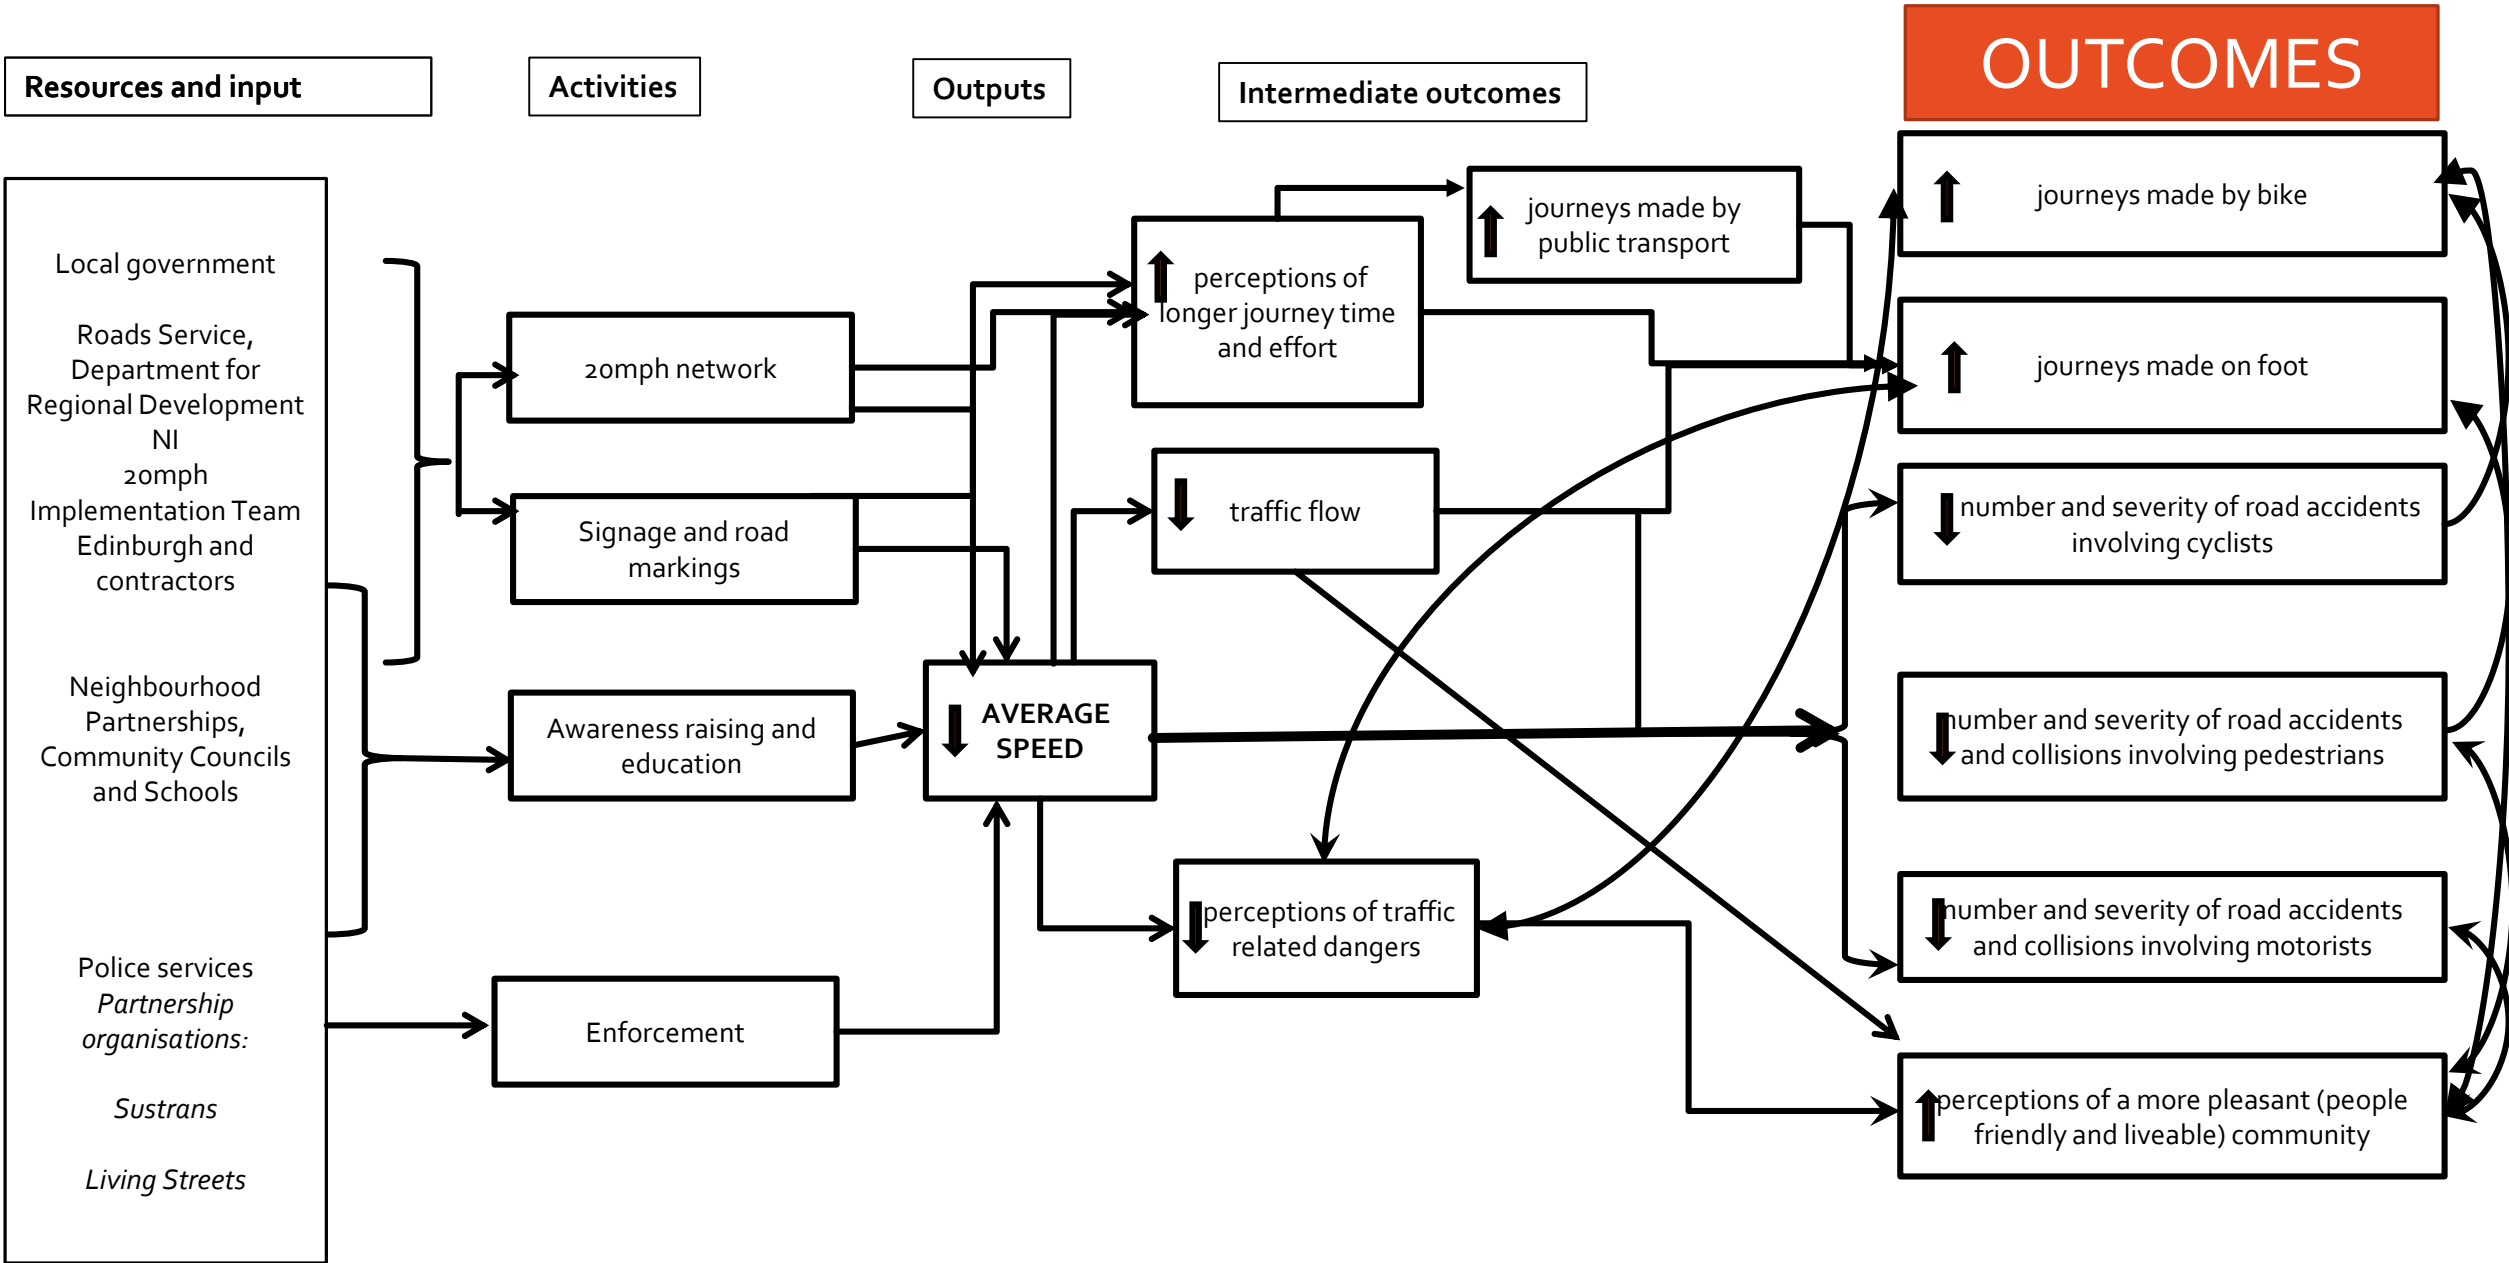 Resources and input
Activities
Outputs
Intermediate outcomes
OUTCOMES
Local government
Roads Service,
Department for
Regional Development
NI
20mph
Implementation Team
Edinburgh and
contractors
Neighbourhood
Partnerships,
Community Councils
and Schools
Police services
Partnership
organisations:
Sustrans
Living Streets
20mph network
Signage and road
markings
Awareness raising and
education
Enforcement
AVERAGE
SPEED
perceptions of
longer journey time
and effort
journeys made by
public transport
traffic flow
perceptions of traffic
related dangers
journeys made by bike
journeys made on foot
number and severity of road accidents
involving cyclists
number and severity of road accidents
and collisions involving pedestrians
number and severity of road accidents
and collisions involving motorists
perceptions of a more pleasant (people
friendly and liveable) community